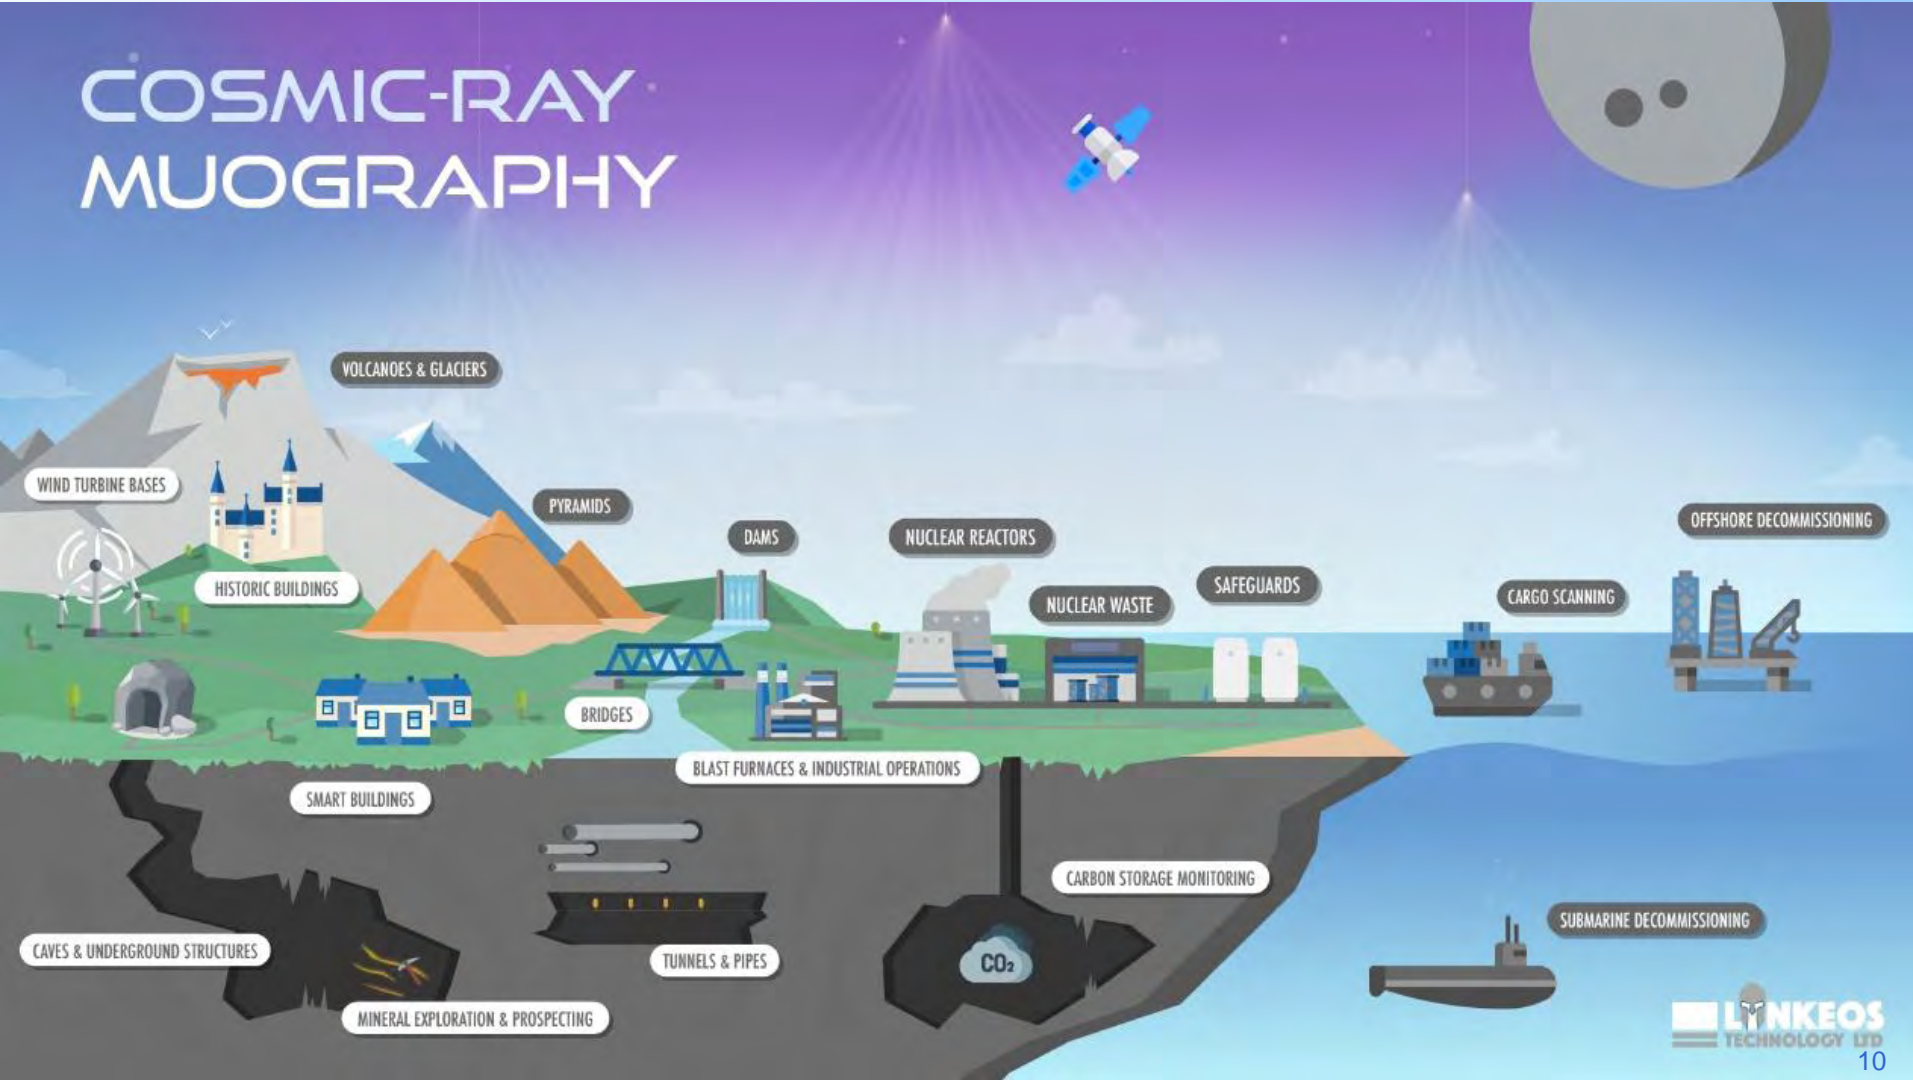 COSMIC-RAY
MUOGRAPHY
VOLCANOES & GLACIERS
WIND TURBINE BASES
PYRAMIDS
HISTORIC BUILDINGS
DAMS
NUCLEAR REACTORS
NUCLEAR WASTE
SAFEGUARDS
CARGO SCANNING
OFFSHORE DECOMMISSIONING
BRIDGES
BLAST FURNACES & INDUSTRIAL OPERATIONS
SMART BUILDINGS
CARBON STORAGE MONITORING
CAVES & UNDERGROUND STRUCTURES
TUNNELS & PIPES
CO₂
SUBMARINE DECOMMISSIONING
MINERAL EXPLORATION & PROSPECTING
LYNKEOS
TECHNOLOGY LTD
10